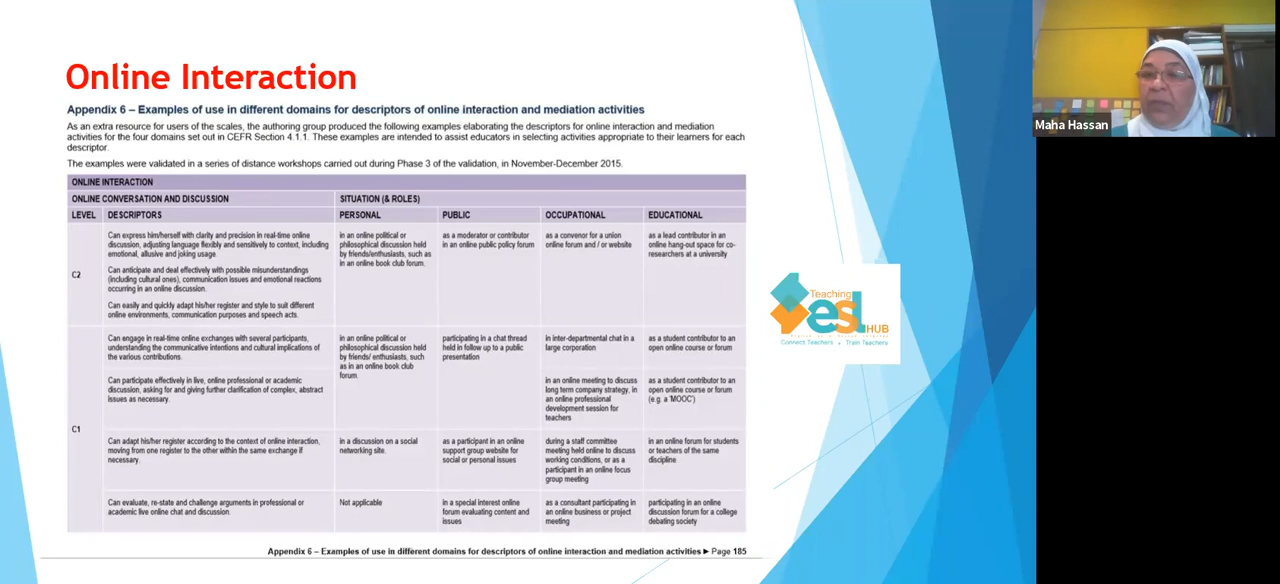 Online Interaction
Appendix 6 – Examples of use in different domains for descriptors of online interaction and mediation activities
As an extra resource for users of the scales, the authoring group produced the following examples elaborating the descriptors for online interaction and mediation
activities for the four domains set out in CEFR Section 4.1.1. These examples are intended to assist educators in selecting activities appropriate to their learners for each
descriptor.
The examples were validated in a series of distance workshops carried out during Phase 3 of the validation, in November-December 2015.
ONLINE INTERACTION
ONLINE CONVERSATION AND DISCUSSION
SITUATION (& ROLES)
LEVEL
DESCRIPTORS
PERSONAL
PUBLIC
OCCUPATIONAL
EDUCATIONAL
C2
Can express him/herself with clarity and precision in real-time online
discussion, adjusting language flexibly and sensitively to context, including
emotional, allusive and joking usage.
Can anticipate and deal effectively with possible misunderstandings
(including cultural ones), communication issues and emotional reactions
occurring in an online discussion.
Can easily and quickly adapt his/her register and style to suit different
online environments, communication purposes and speech acts.
in an online political or
philosophical discussion held
by friends/enthusiasts, such as
in an online book club forum.
as a moderator or contributor
in an online public policy forum
as a convenor for a union
online forum and / or website
as a lead contributor in an
online hang-out space for co-
researchers at a university
C1
Can engage in real-time online exchanges with several participants,
understanding the communicative intentions and cultural implications of
the various contributions.
in an online political or
philosophical discussion held
by friends/ enthusiasts, such
as in an online book club
forum.
participating in a chat thread
held in follow up to a public
presentation
in inter-departmental chat in a
large corporation
as a student contributor to an
open online course or forum
Can participate effectively in live, online professional or academic
discussion, asking for and giving further clarification of complex, abstract
issues as necessary.
in an online meeting to discuss
long term company strategy, in
an online professional
development session for
teachers
as a student contributor to an
open online course or forum
(e.g. a 'MOOC')
Can adapt his/her register according to the context of online interaction,
moving from one register to the other within the same exchange if
necessary.
in a discussion on a social
networking site.
as a participant in an online
support group website for
social or personal issues
during a staff committee
meeting held online to discuss
working conditions, or as a
participant in an online focus
group meeting
in an online forum for students
or teachers of the same
discipline
Can evaluate, re-state and challenge arguments in professional or
academic live online chat and discussion.
Not applicable
in a special interest online
forum evaluating content and
issues
as a consultant participating in
an online business or project
meeting
participating in an online
discussion forum for a college
debating society
Appendix 6 – Examples of use in different domains for descriptors of online interaction and mediation activities ► Page 185
Teaching
esl
HUB
Connect Teachers . Train Teachers
Maha Hassan